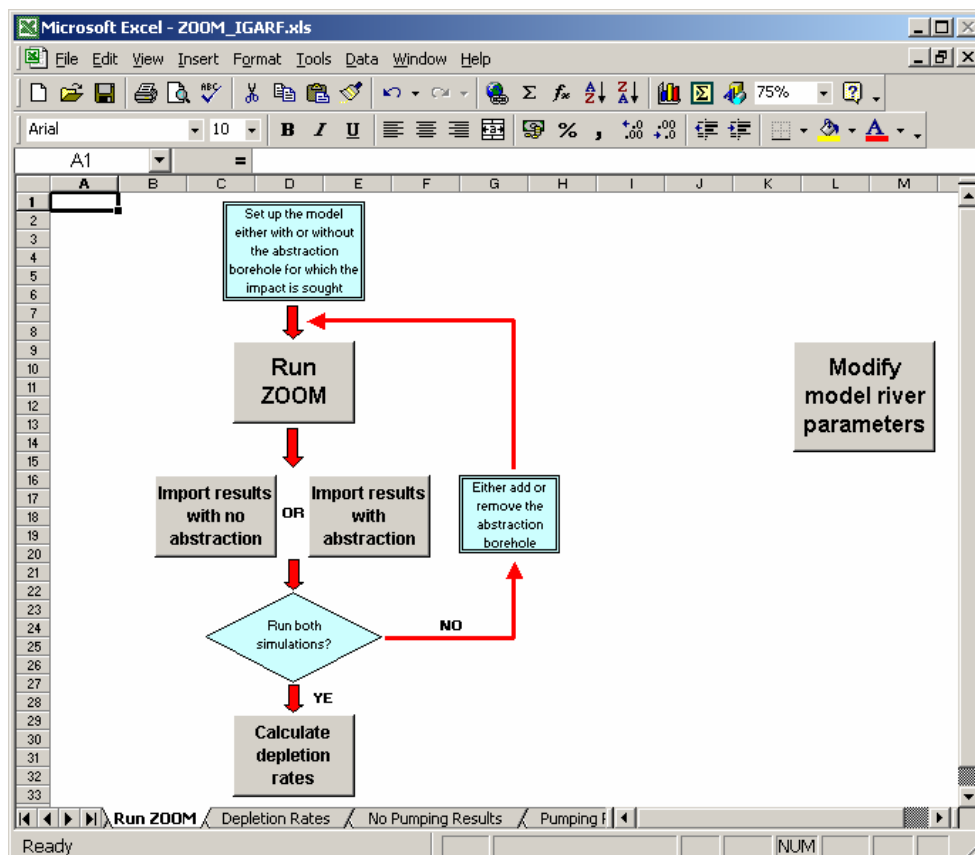 Microsoft Excel - ZOOM_IGARF.xls
File Edit View Insert Format Tools Data Window Help
75%
Arial 10 B I U
A1 =
A B C D E F G H I J K L M
1
2
3
4
5
6
7
8
9
10
11
12
13
14
15
16
17
18
19
20
21
22
23
24
25
26
27
28
29
30
31
32
33
Set up the model
either with or without
the abstraction
borehole for which the
impact is sought
Run
ZOOM
Modify
model river
parameters
Import results
with no
abstraction
OR
Import results
with
abstraction
Either add or
remove the
abstraction
borehole
Run both
simulations?
NO
YE
Calculate
depletion
rates
Run ZOOM Depletion Rates No Pumping Results Pumping
Ready NUM